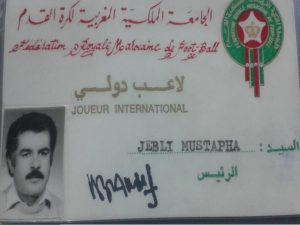 الجامعة الملكية المغربية لكرة القدم
Fédération Royale Marocaine de Foot-Ball
لاعب دولي
JOUEUR INTERNATIONAL
السيد : JEBLI MUSTAPHA
الرئيس